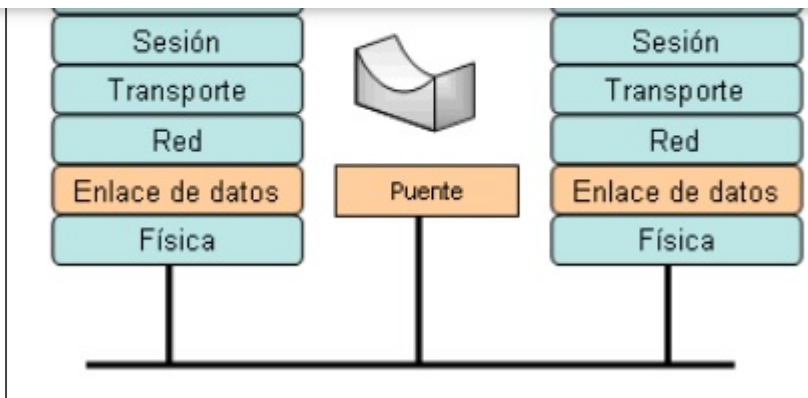 Sesión
Transporte
Red
Enlace de datos
Física
Puente
Sesión
Transporte
Red
Enlace de datos
Física